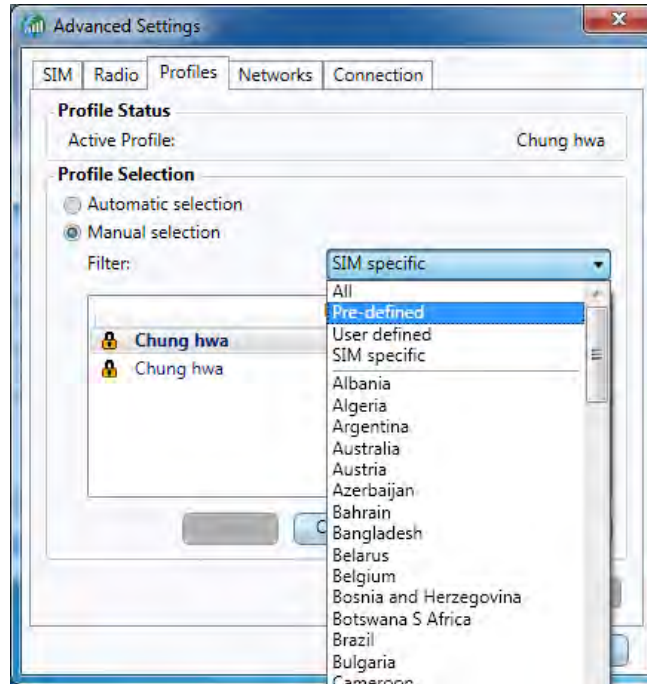 Advanced Settings
SIM Radio Profiles Networks Connection
Profile Status
Active Profile: Chung hwa
Profile Selection
Automatic selection
Manual selection
Filter: SIM specific
All
Pre-defined
User defined
SIM specific
Chung hwa
Chung hwa
Albania
Algeria
Argentina
Australia
Austria
Azerbaijan
Bahrain
Bangladesh
Belarus
Belgium
Bosnia and Herzegovina
Botswana S Africa
Brazil
Bulgaria
Cameroon